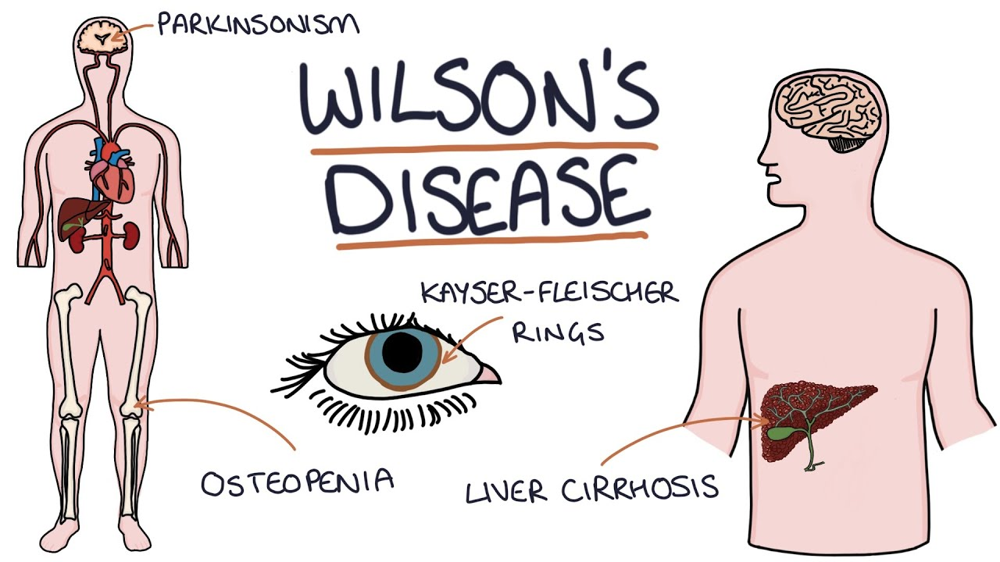 PARKINSONISM
WILSON'S
DISEASE
KAYSER-FLEISCHER
RINGS
OSTEOPENIA
LIVER CIRRHOSIS